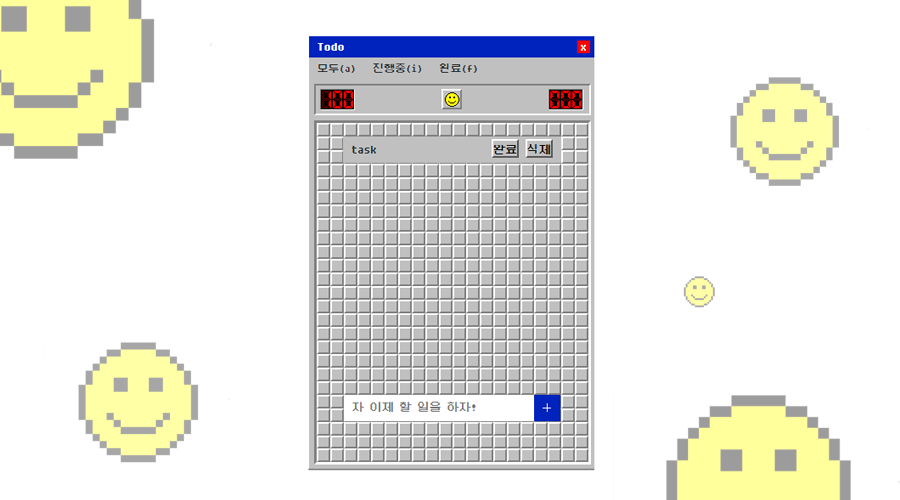 Todo x
모두(a) 진행중(i) 완료(f)
100 000
task 완료 삭제
자 이제 할 일을 하자! +